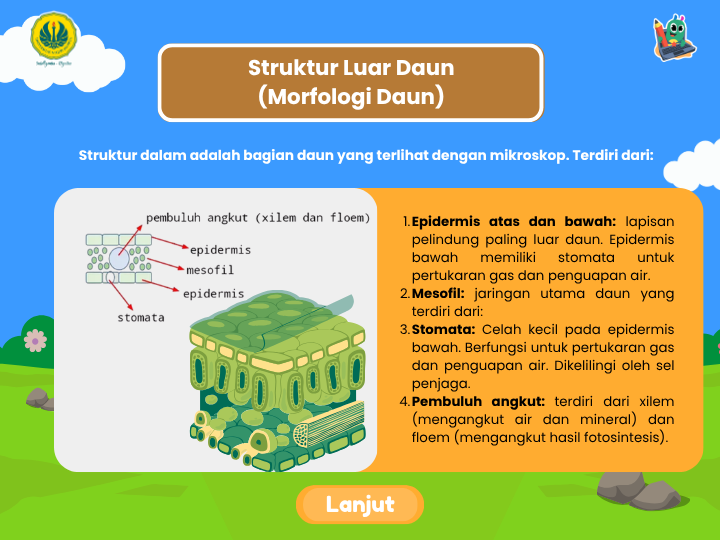 Struktur Luar Daun
(Morfologi Daun)
Struktur dalam adalah bagian daun yang terlihat dengan mikroskop. Terdiri dari:
pembuluh angkut (xilem dan floem)
epidermis
mesofil
epidermis
stomata
1. Epidermis atas dan bawah: lapisan
pelindung paling luar daun. Epidermis
bawah memiliki stomata untuk
pertukaran gas dan penguapan air.
2. Mesofil: jaringan utama daun yang
terdiri dari:
3. Stomata: Celah kecil pada epidermis
bawah. Berfungsi untuk pertukaran gas
dan penguapan air. Dikelilingi oleh sel
penjaga.
4. Pembuluh angkut: terdiri dari xilem
(mengangkut air dan mineral) dan
floem (mengangkut hasil fotosintesis).
Lanjut